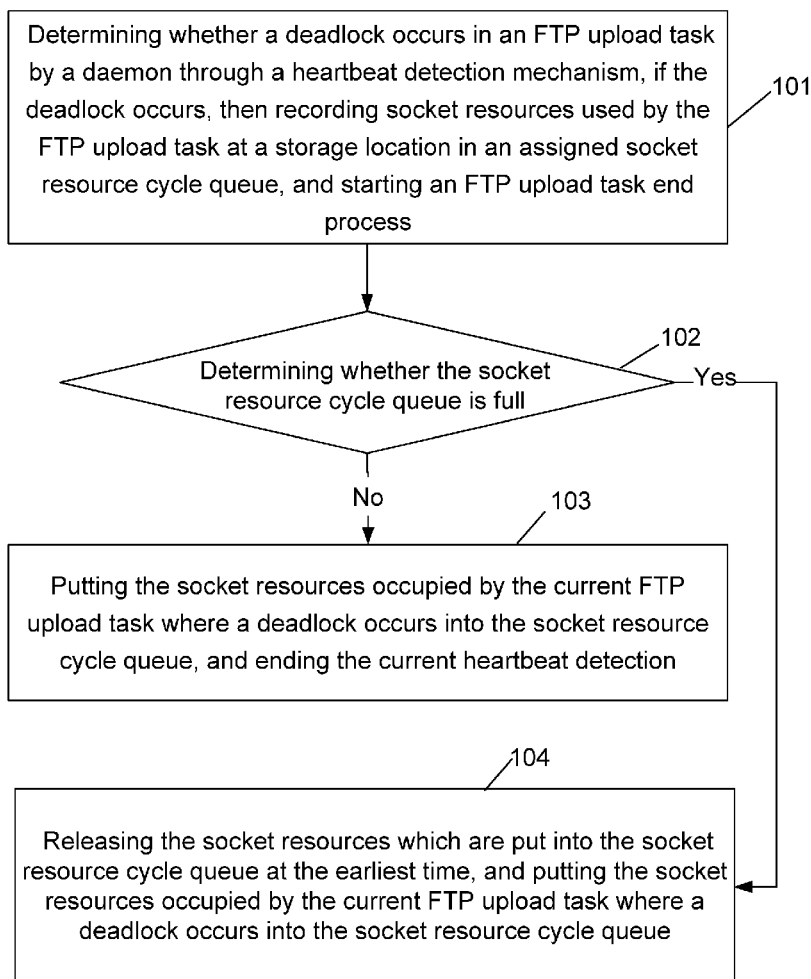 Determining whether a deadlock occurs in an FTP upload task
by a daemon through a heartbeat detection mechanism, if the
deadlock occurs, then recording socket resources used by the
FTP upload task at a storage location in an assigned socket
resource cycle queue, and starting an FTP upload task end
process
101
Determining whether the socket
resource cycle queue is full
102
Yes
No
103
Putting the socket resources occupied by the current FTP
upload task where a deadlock occurs into the socket resource
cycle queue, and ending the current heartbeat detection
104
Releasing the socket resources which are put into the socket
resource cycle queue at the earliest time, and putting the socket
resources occupied by the current FTP upload task where a
deadlock occurs into the socket resource cycle queue